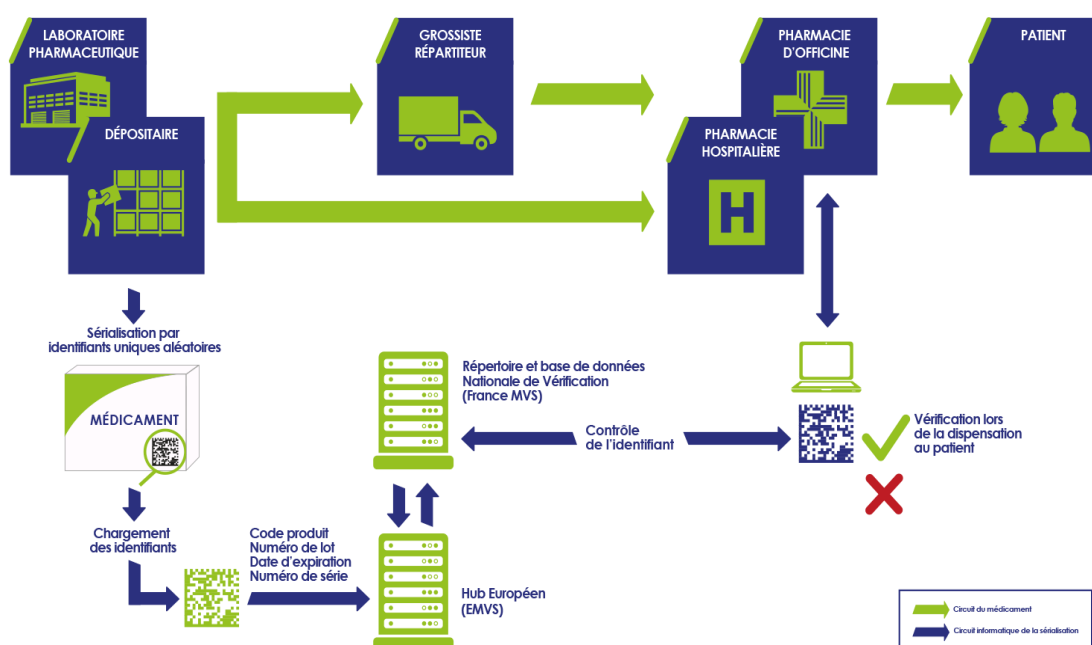 LABORATOIRE
PHARMACEUTIQUE
DÉPOSITAIRE
GROSSISTE
RÉPARTITEUR
PHARMACIE
D'OFFICINE
PHARMACIE
HOSPITALIÈRE
H
PATIENT
Sérialisation par
identifiants uniques aléatoires
MÉDICAMENT
Chargement
des identifiants
Code produit
Numéro de lot
Date d'expiration
Numéro de série
Répertoire et base de données
Nationale de Vérification
(France MVS)
Hub Européen
(EMVS)
Contrôle
de l'identifiant
Vérification lors
de la dispensation
au patient
Circuit du médicament
Circuit informatique de la sérialisation